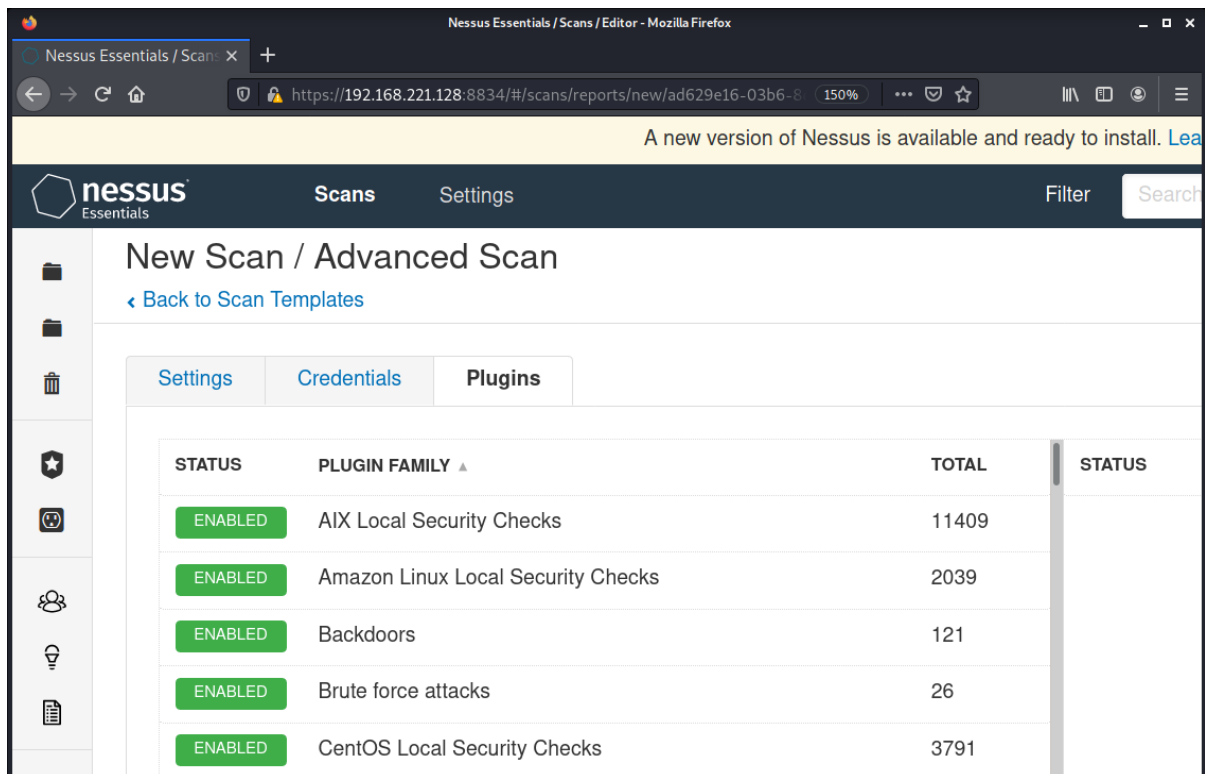 Nessus Essentials / Scans / Editor - Mozilla Firefox
Nessus Essentials / Scans
https://192.168.221.128:8834/#/scans/reports/new/ad629e16-03b6-8 150%
A new version of Nessus is available and ready to install. Lea
nessus Scans Settings Filter Search
Essentials
New Scan / Advanced Scan
Back to Scan Templates
Settings Credentials Plugins
STATUS PLUGIN FAMILY TOTAL STATUS
ENABLED AIX Local Security Checks 11409
ENABLED Amazon Linux Local Security Checks 2039
ENABLED Backdoors 121
ENABLED Brute force attacks 26
ENABLED CentOS Local Security Checks 3791